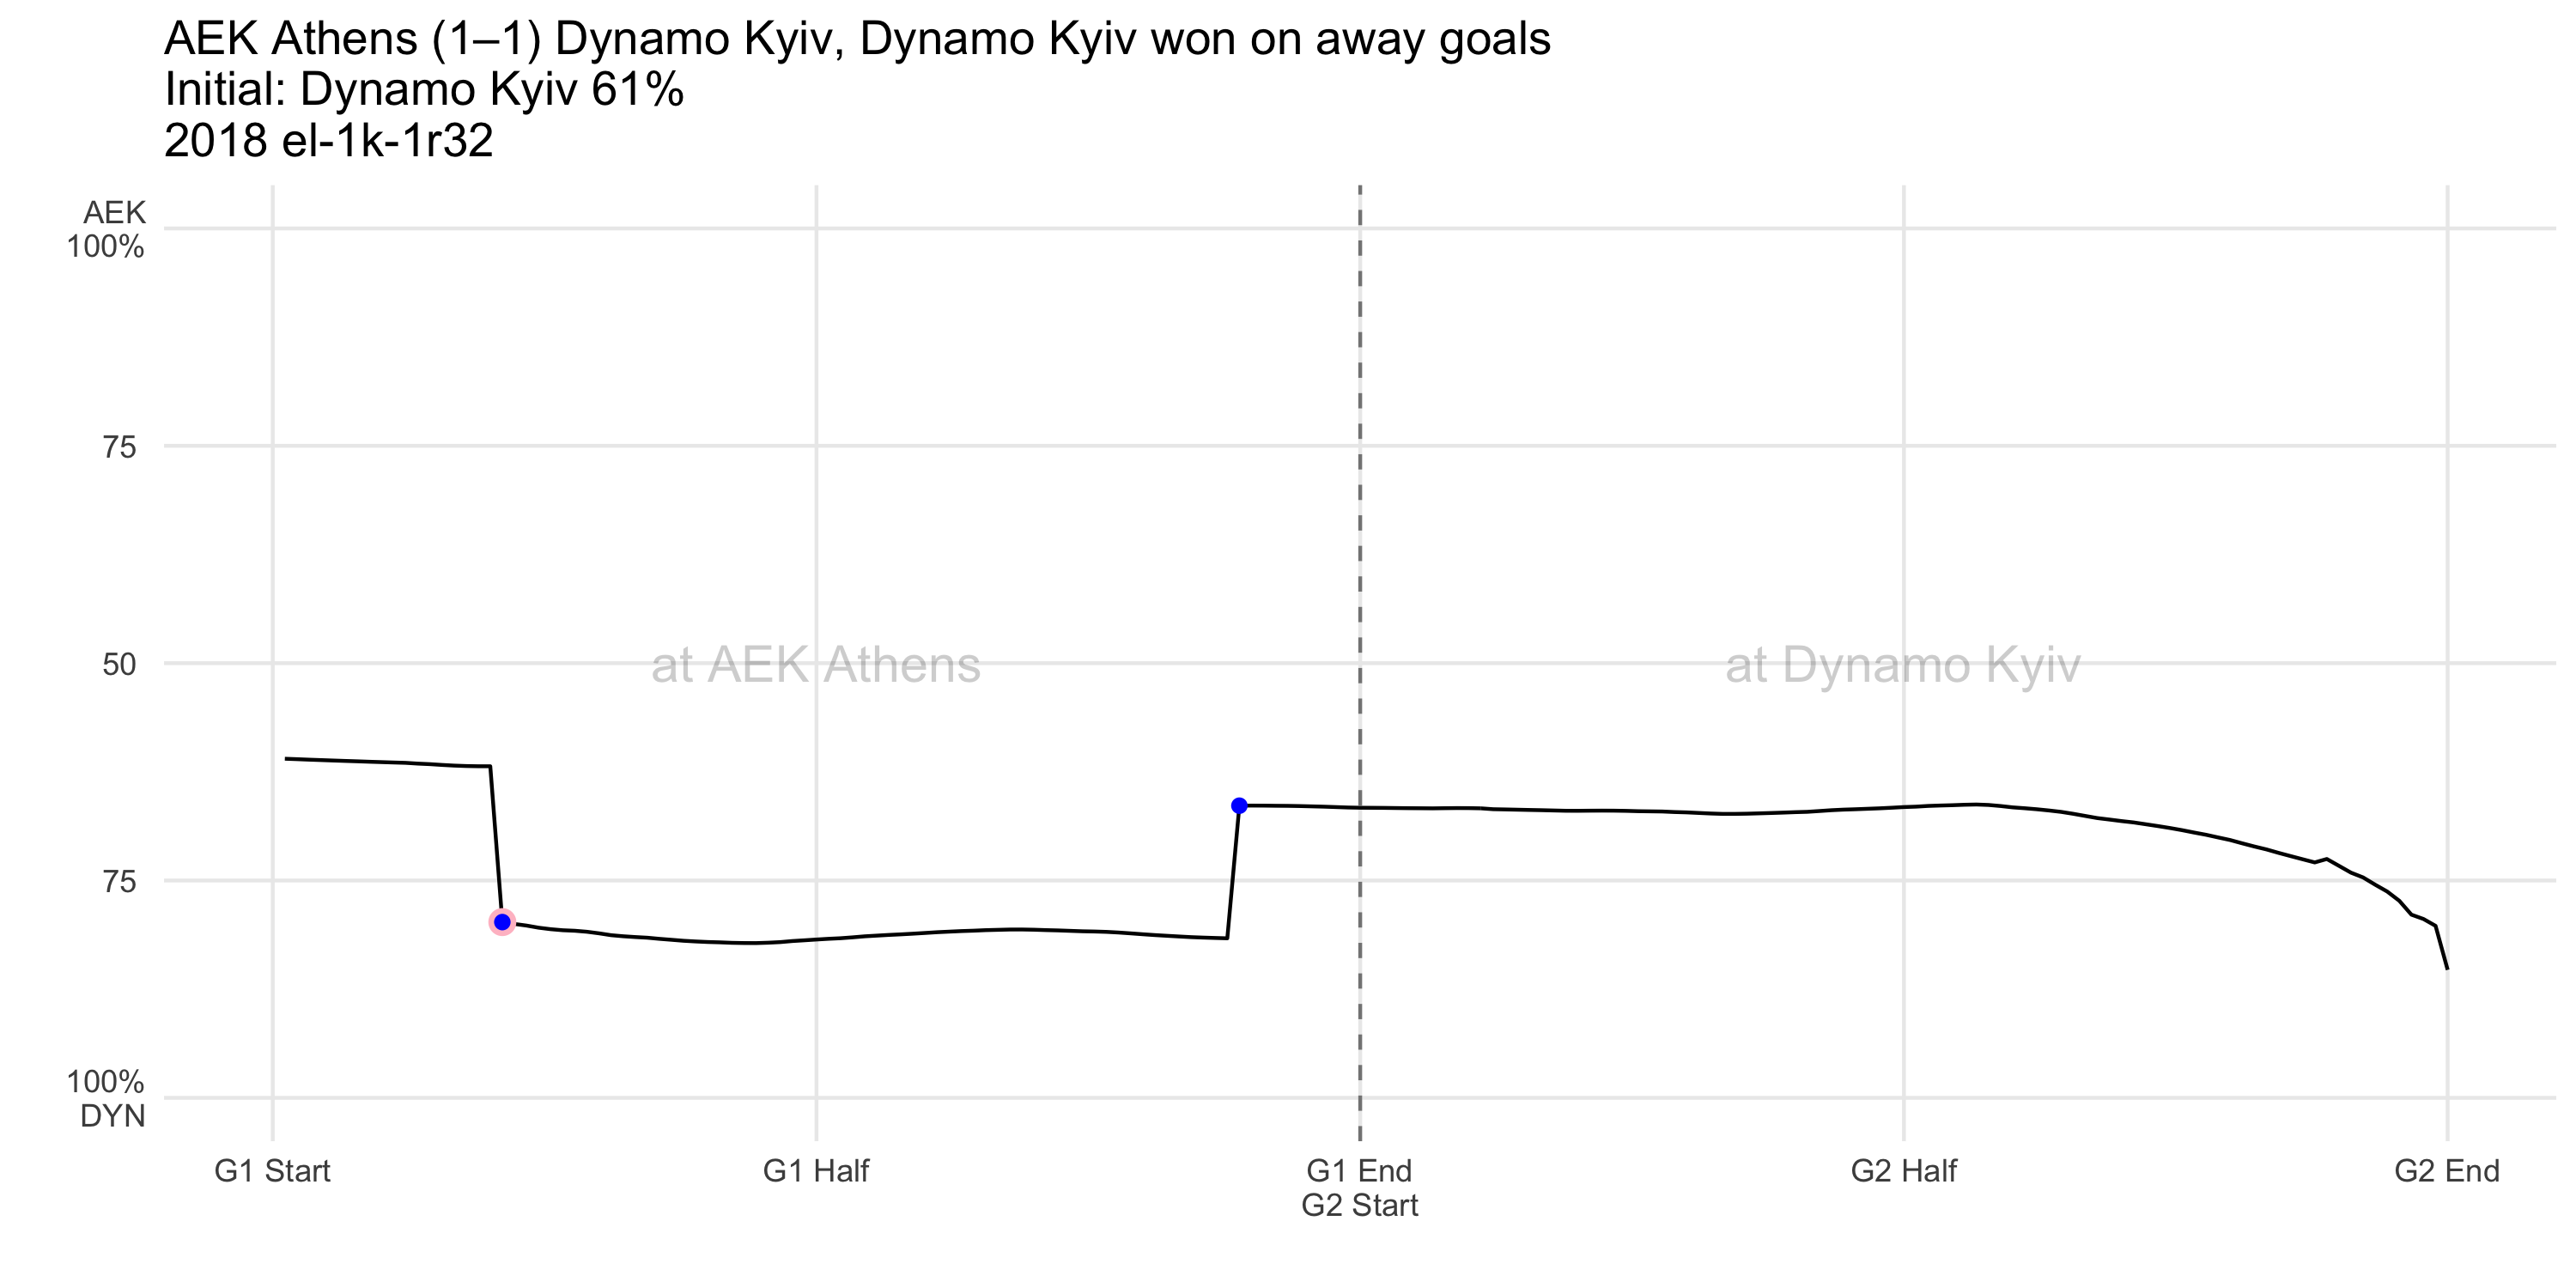 AEK Athens (1–1) Dynamo Kyiv, Dynamo Kyiv won on away goals
Initial: Dynamo Kyiv 61%
2018 el-1k-1r32
AEK
100%
75
50
75
100%
DYN
at AEK Athens
at Dynamo Kyiv
G1 Start
G1 Half
G1 End
G2 Start
G2 Half
G2 End